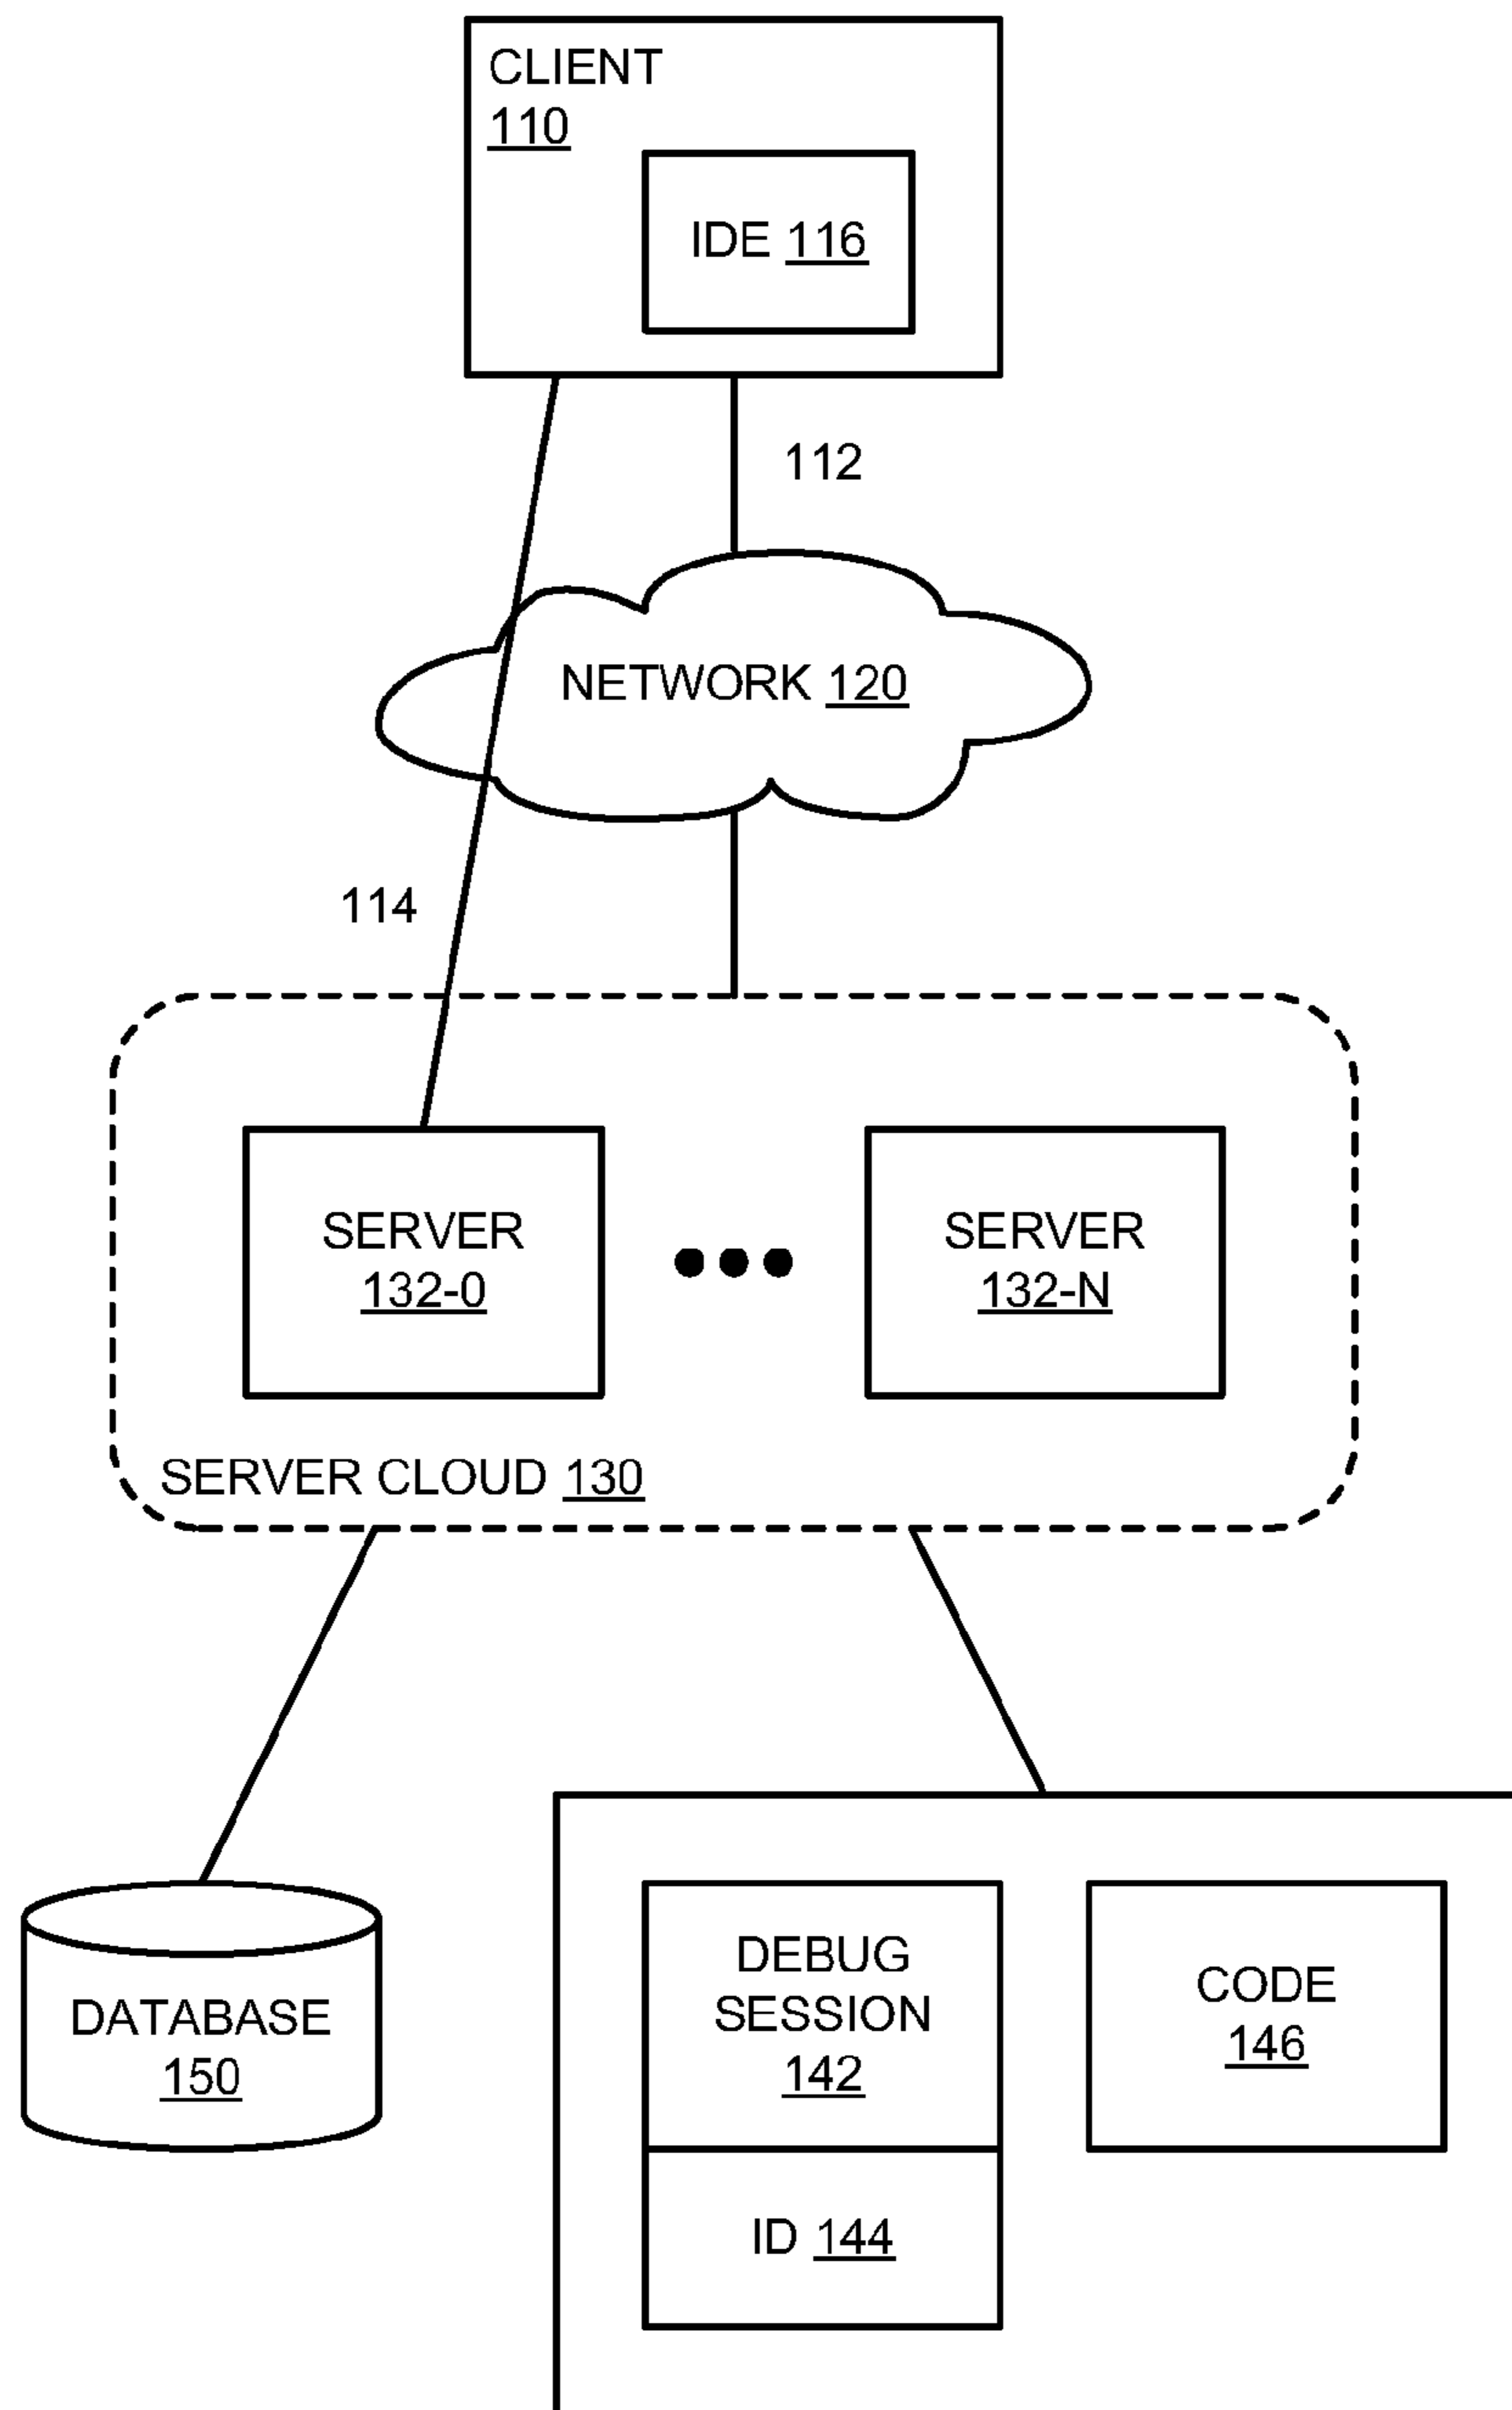 CLIENT
110
IDE 116
112
NETWORK 120
114
SERVER
132-0
SERVER
132-N
SERVER CLOUD 130
DATABASE
150
DEBUG
SESSION
142
ID 144
CODE
146